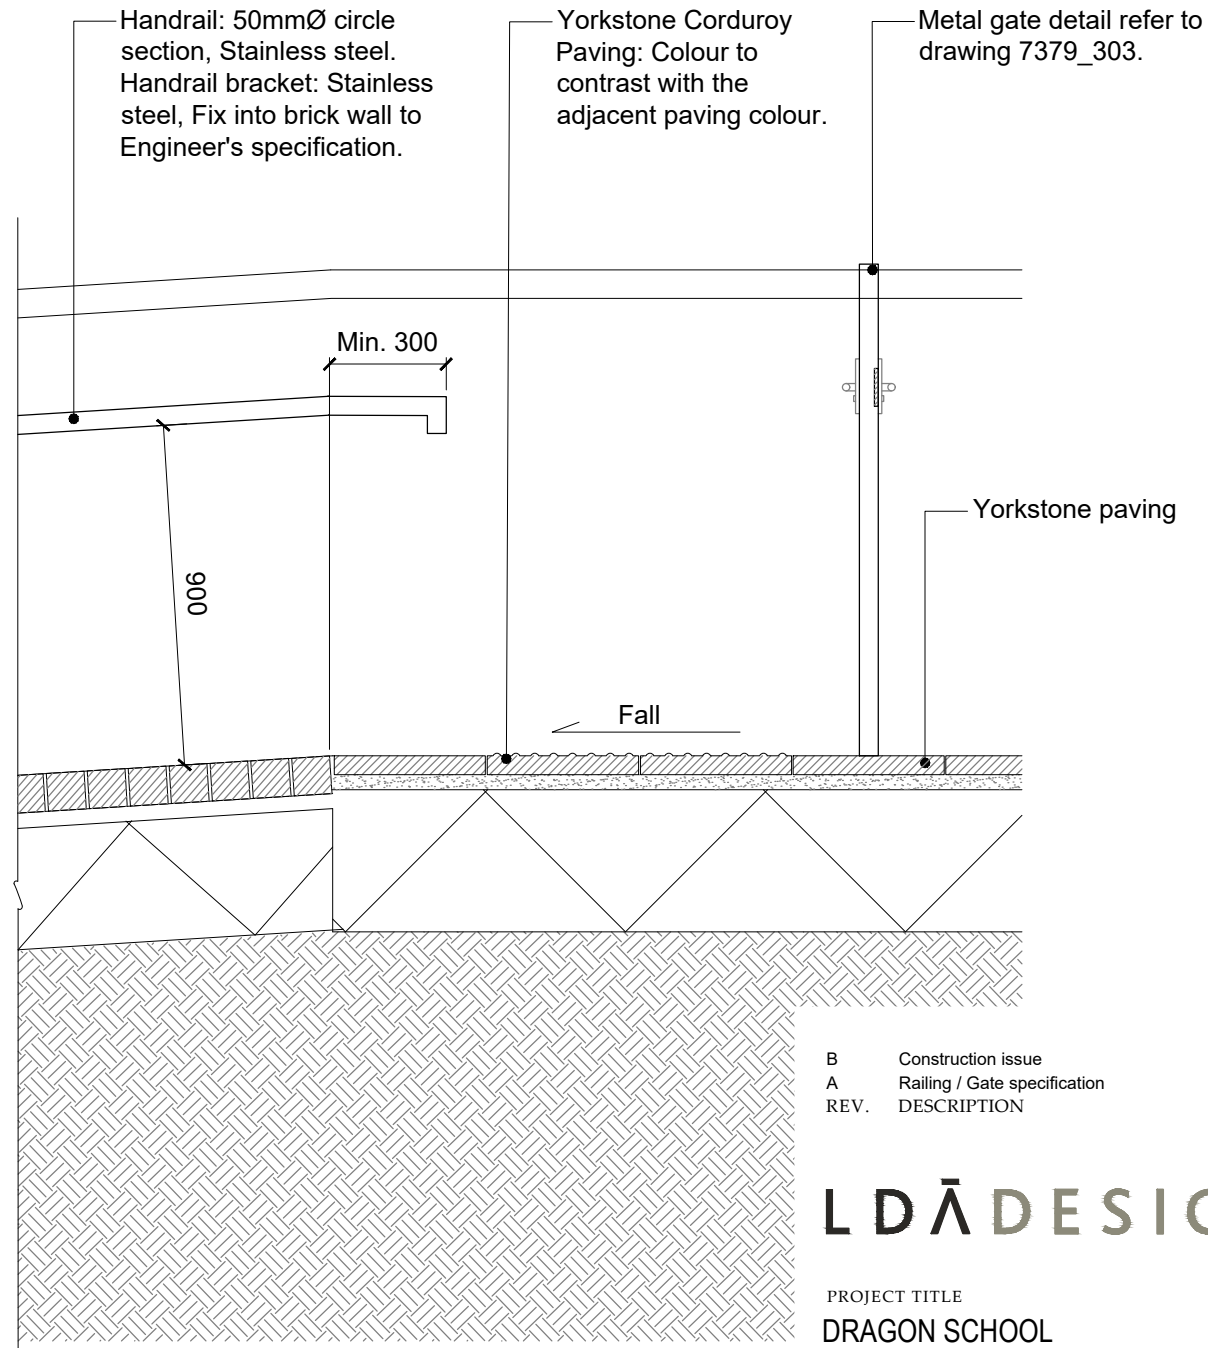 Handrail: 50mmØ circle
section, Stainless steel.
Handrail bracket: Stainless
steel, Fix into brick wall to
Engineer's specification.
Yorkstone Corduroy
Paving: Colour to
contrast with the
adjacent paving colour.
Metal gate detail refer to
drawing 7379_303.
Min. 300
900
Yorkstone paving
Fall
B Construction issue
A Railing / Gate specification
REV. DESCRIPTION
LDĀDESIG
PROJECT TITLE
DRAGON SCHOOL